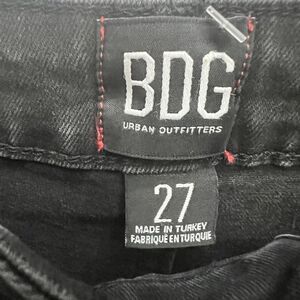 BDG
URBAN OUTFITTERS
27
MADE IN TURKEY
FABRIQUE EN TURQUIE